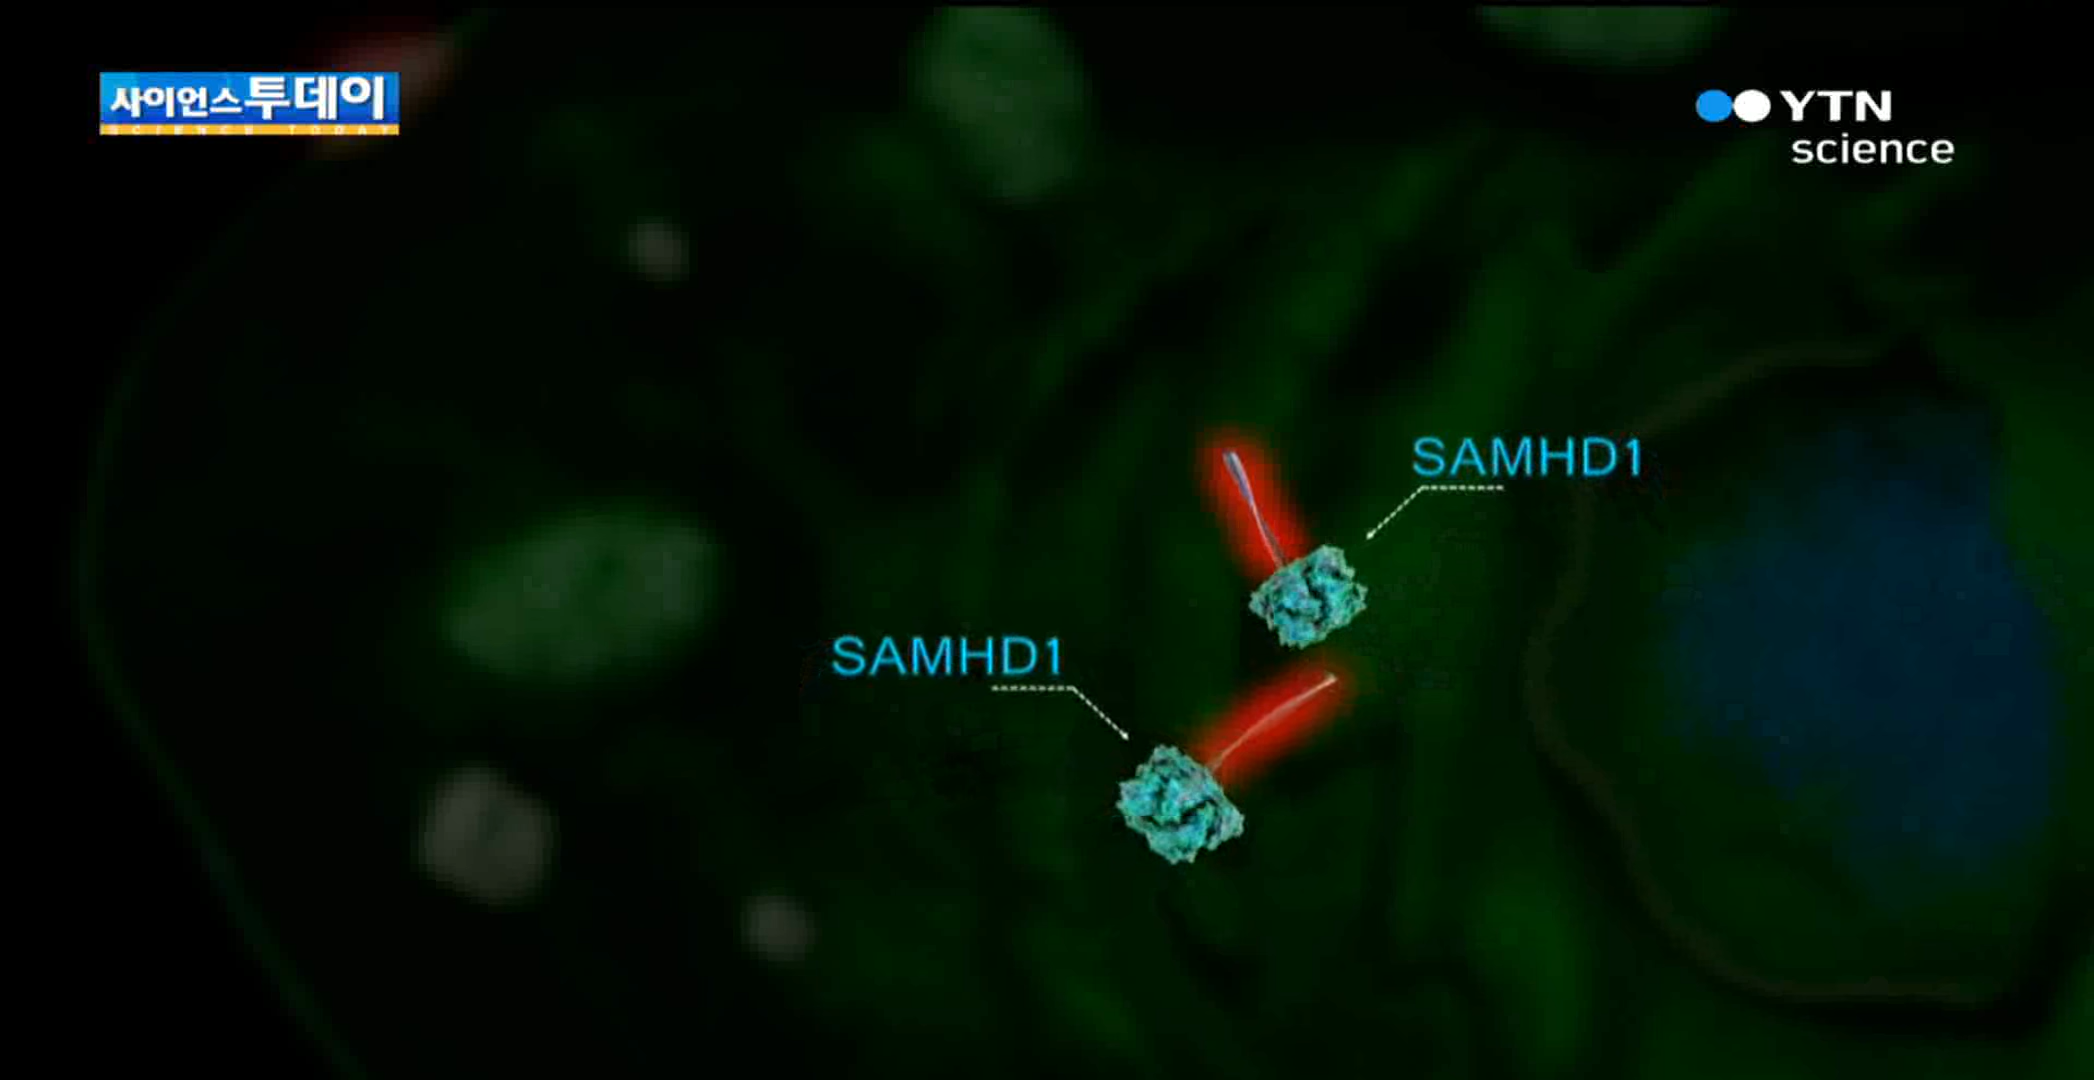 사이언스투데이
SCIENCE TODAY
YTN
science
SAMHD1
SAMHD1